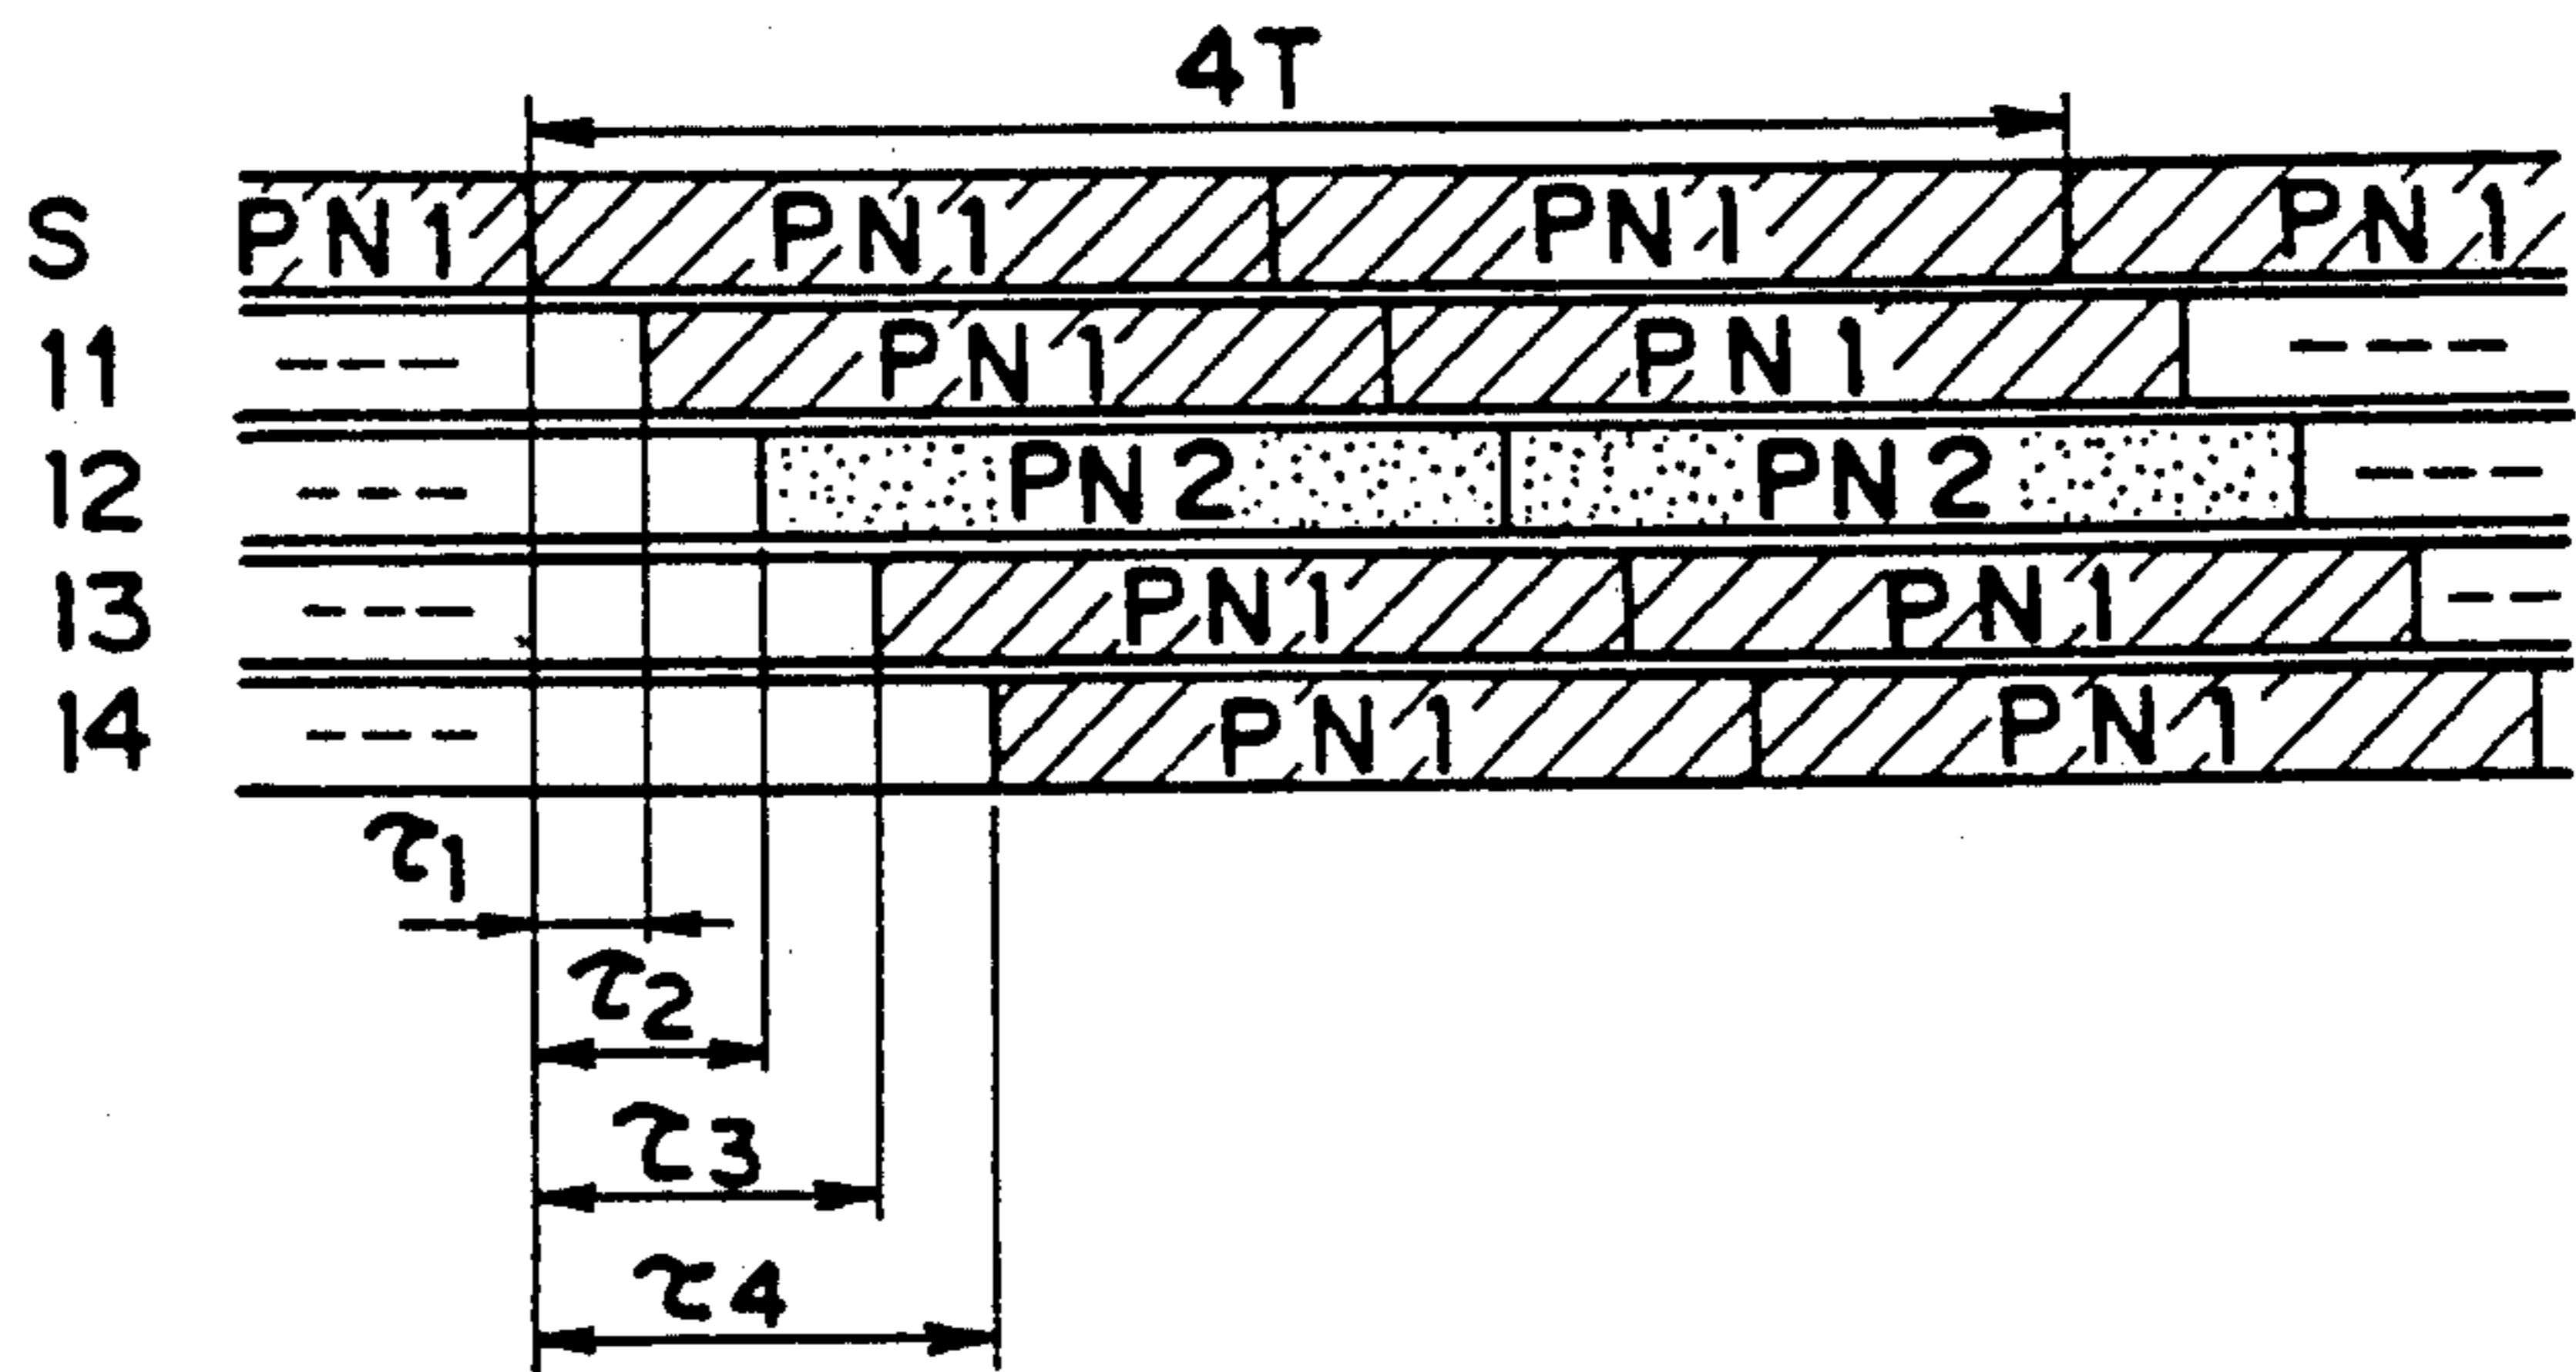 4T
S PN1 PN1 PN1 PN1
11 --- PN1 PN1 ---
12 --- PN2 PN2 ---
13 --- PN1 PN1 --
14 --- PN1 PN1
τ1
τ2
τ3
τ4